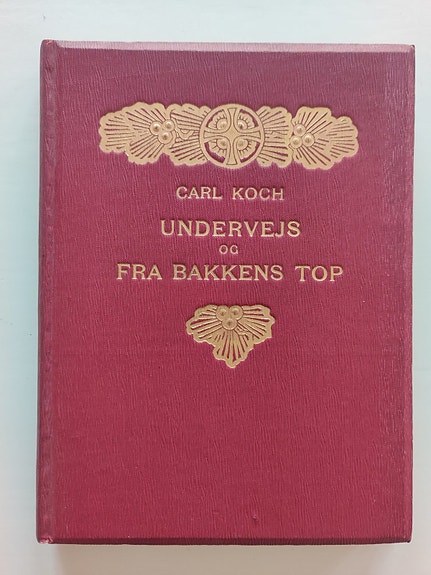 CARL KOCH
UNDERVEJS
OG
FRA BAKKENS TOP